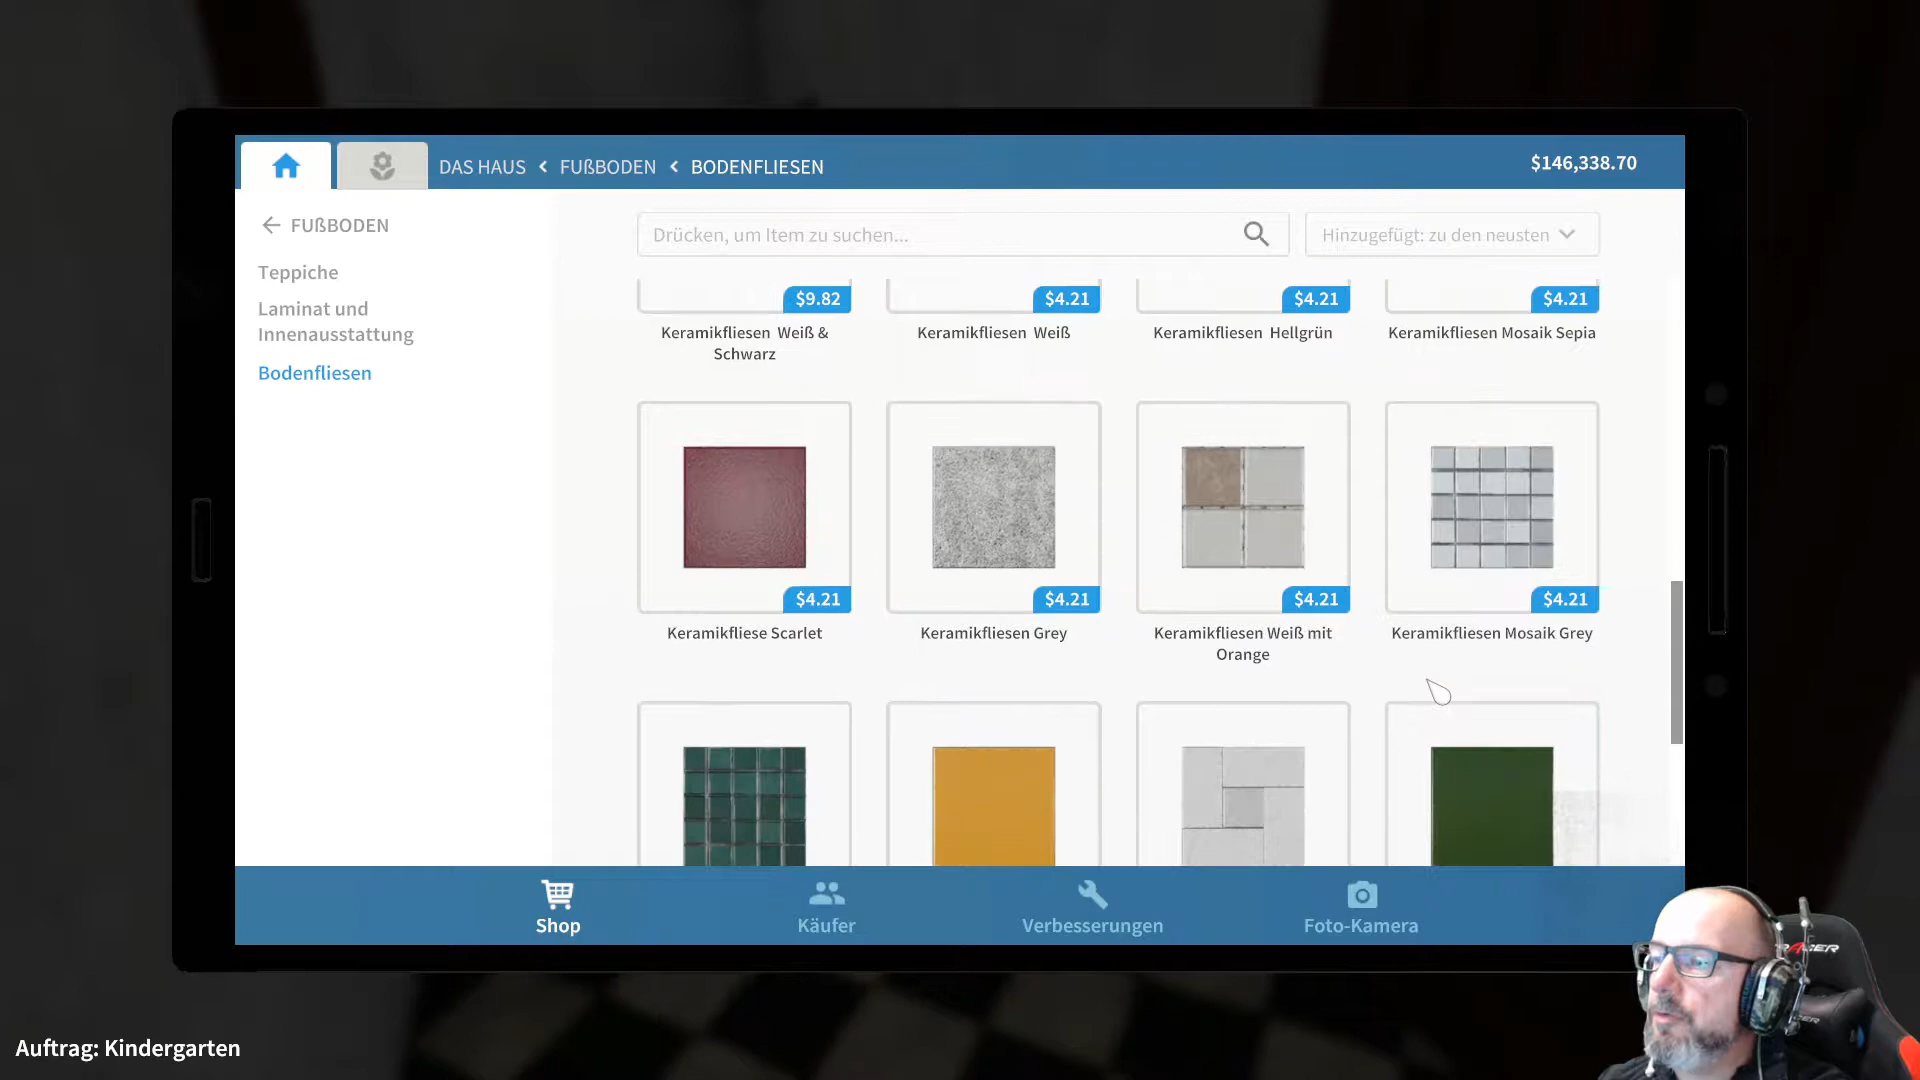 DAS HAUS < FUßBODEN < BODENFLIESEN
$146,338.70
FUßBODEN
Teppiche
Laminat und
Innenausstattung
Bodenfliesen
Drücken, um Item zu suchen...
Hinzugefügt: zu den neusten
$9.82
$4.21
$4.21
$4.21
Keramikfliesen Weiß &
Schwarz
Keramikfliesen Weiß
Keramikfliesen Hellgrün
Keramikfliesen Mosaik Sepia
$4.21
$4.21
$4.21
$4.21
Keramikfliese Scarlet
Keramikfliesen Grey
Keramikfliesen Weiß mit
Orange
Keramikfliesen Mosaik Grey
Shop
Käufer
Verbesserungen
Foto-Kamera
Auftrag: Kindergarten